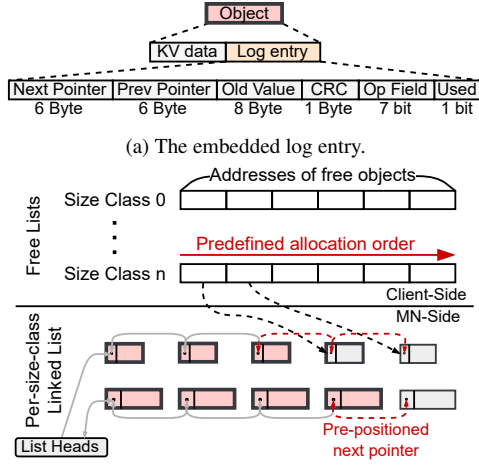 Object
KV data Log entry
Next Pointer Prev Pointer Old Value CRC Op Field Used
6 Byte 6 Byte 8 Byte 1 Byte 7 bit 1 bit
(a) The embedded log entry.
Addresses of free objects
Free Lists
Size Class 0
Predefined allocation order
Size Class n
Client-Side
MN-Side
Per-size-class
Linked List
List Heads
Pre-positioned
next pointer